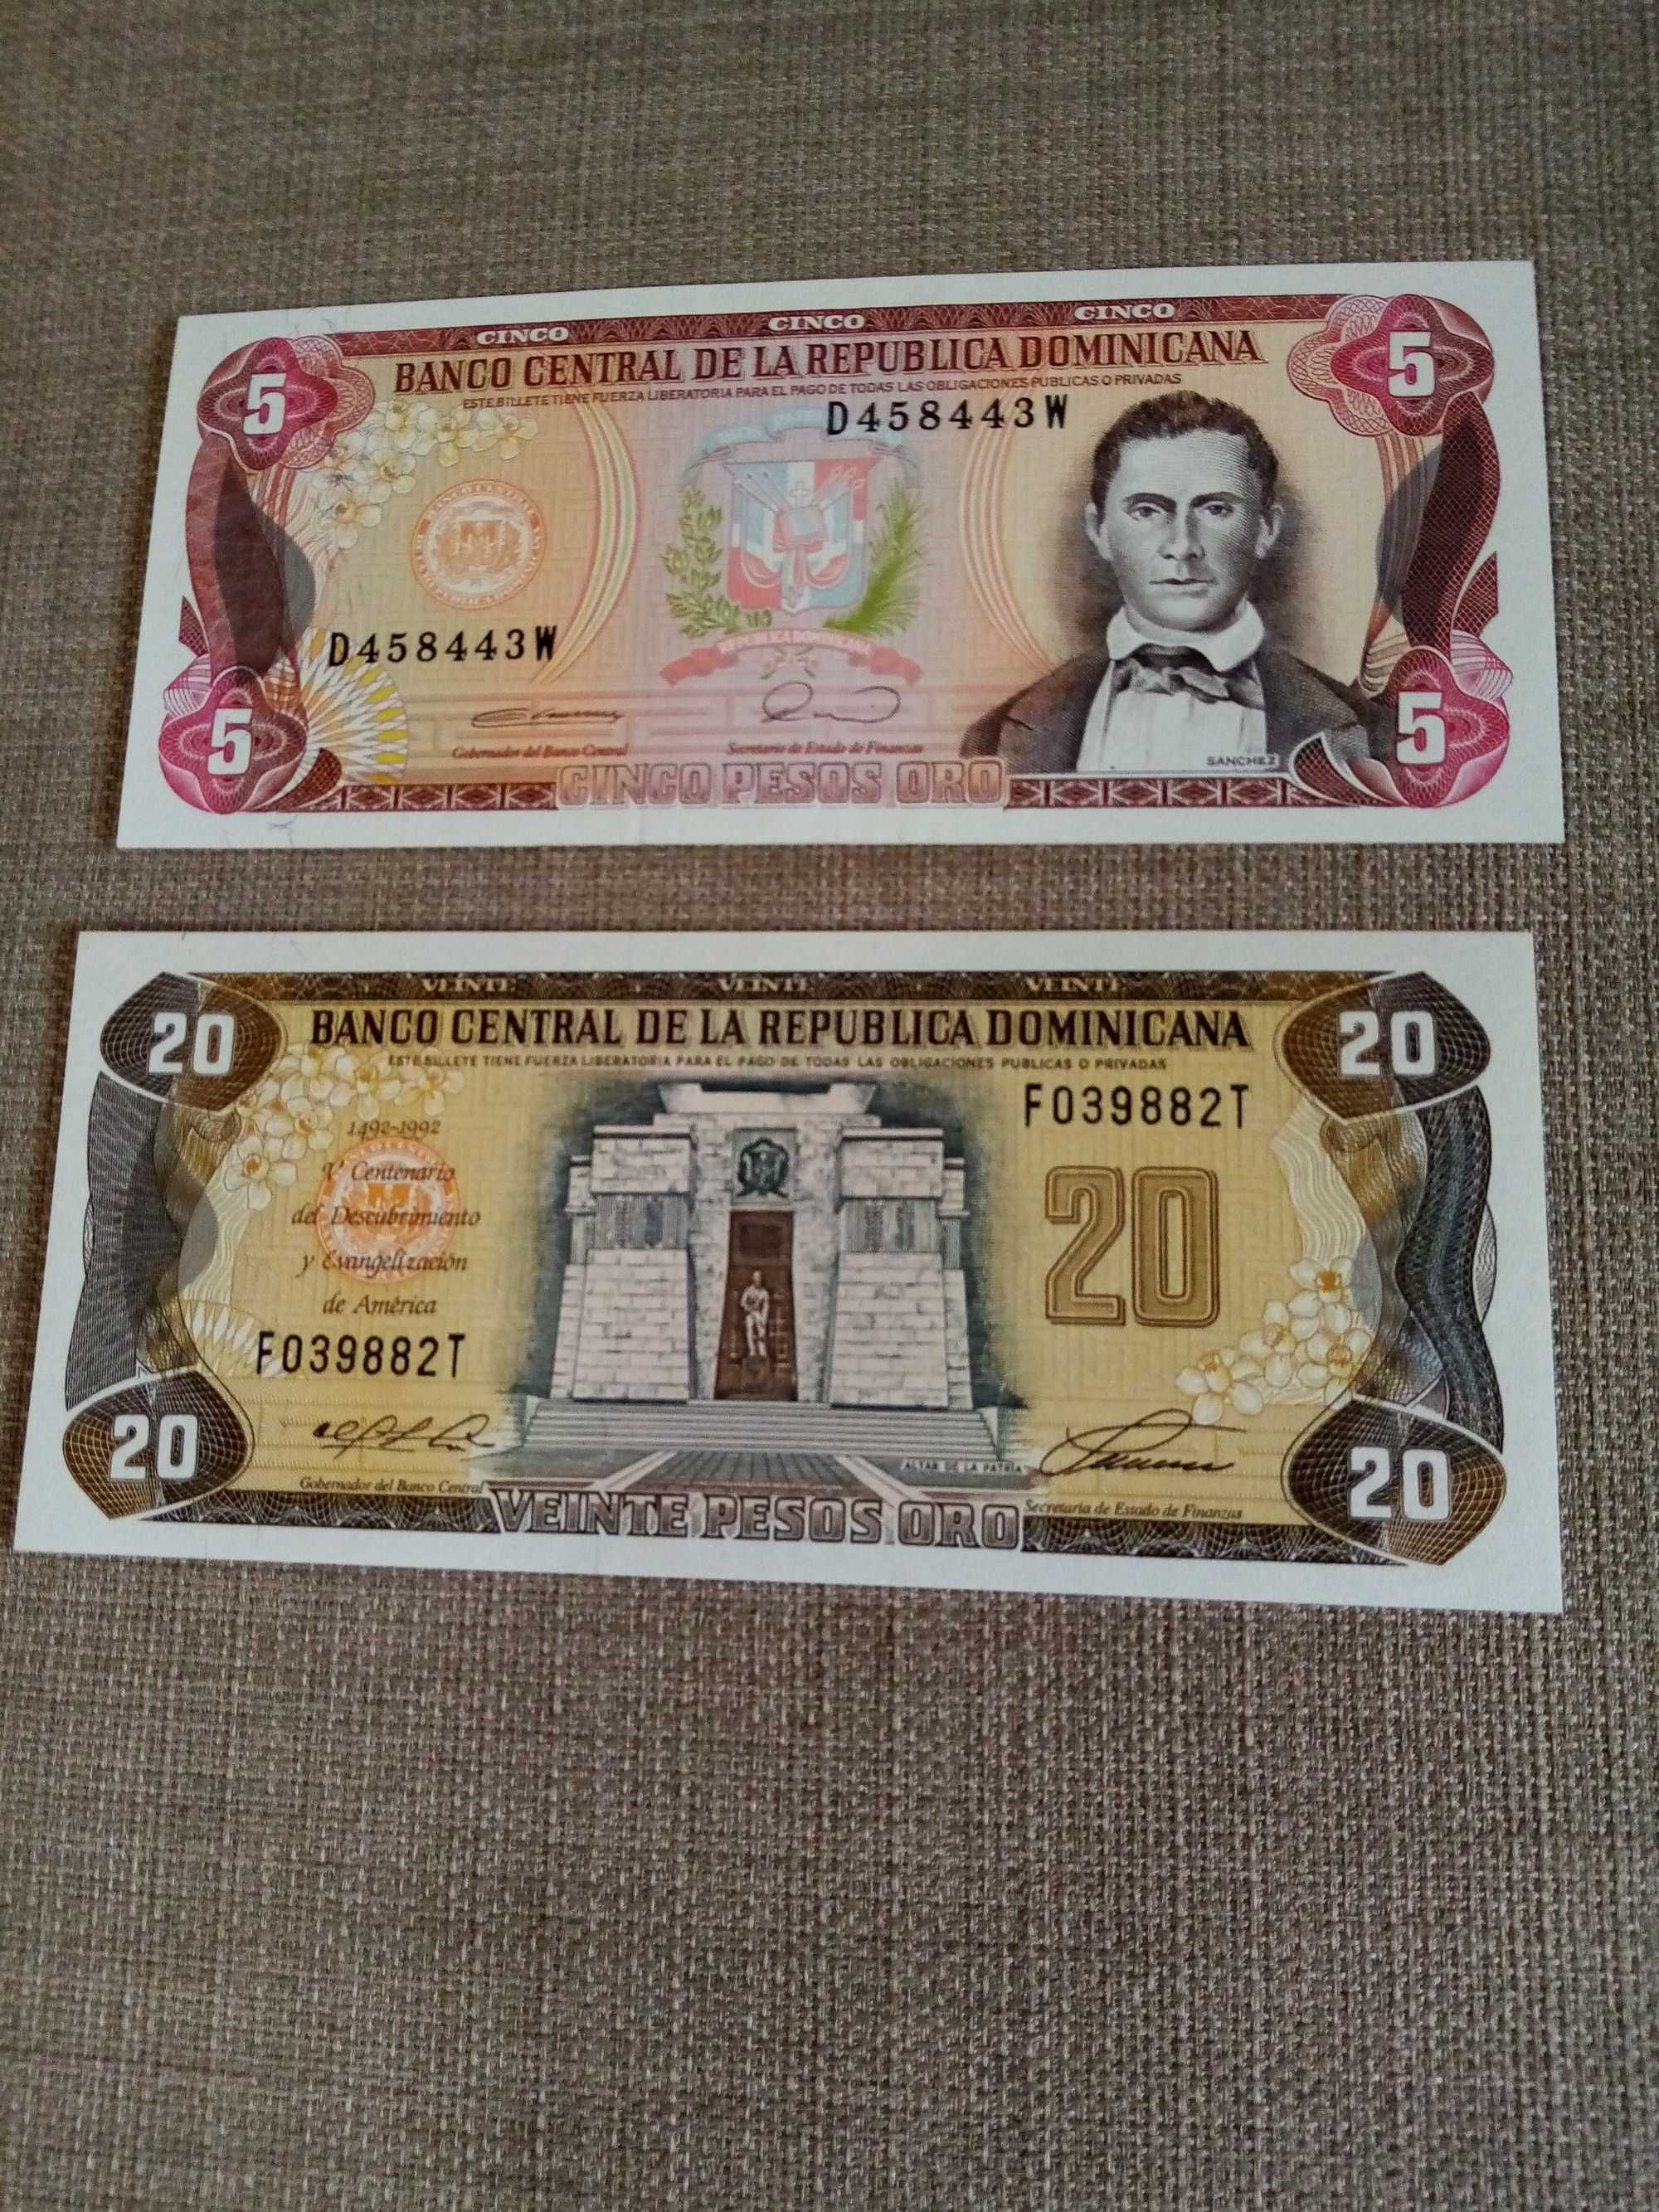 CINCO CINCO CINCO
5 5
BANCO CENTRAL DE LA REPUBLICA DOMINICANA
ESTE BILLETE TIENE FUERZA LIBERATORIA PARA EL PAGO DE TODAS LAS OBLIGACIONES PUBLICAS O PRIVADAS
D458443W
D458443W
REPUBLICA DOMINICANA
5 5
Gobernador del Banco Central Secretario de Estado de Finanzas
SANCHEZ
CINCO PESOS ORO
VEINTE VEINTE VEINTE
20 20
BANCO CENTRAL DE LA REPUBLICA DOMINICANA
ESTE BILLETE TIENE FUERZA LIBERATORIA PARA EL PAGO DE TODAS LAS OBLIGACIONES PUBLICAS O PRIVADAS
F039882T
1492-1992
V Centenario
del Descubrimiento
y Evangelización
de América
20
F039882T
20 20
ALTAR DE LA PATRIA
Gobernador del Banco Central
Secretaria de Estado de Finanzas
VEINTE PESOS ORO